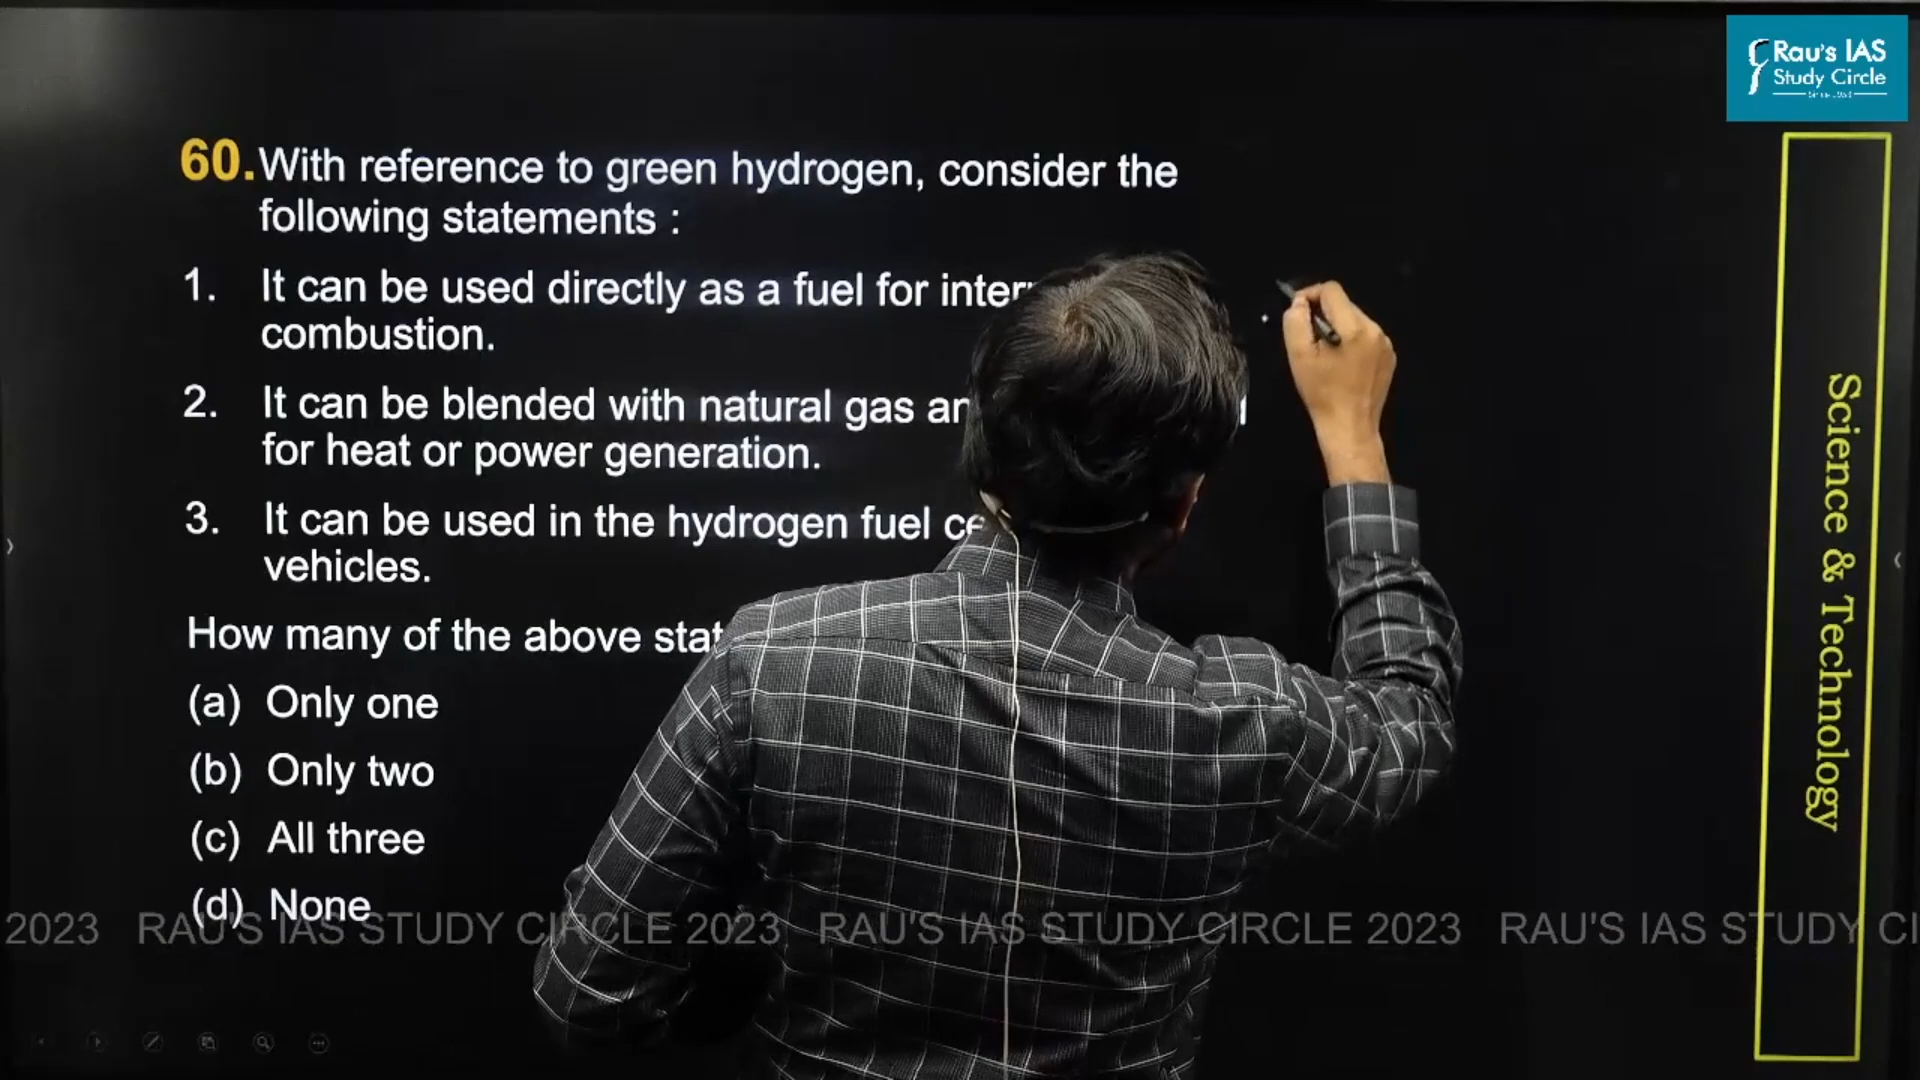 Rau's IAS
Study Circle
60. With reference to green hydrogen, consider the
following statements :
1. It can be used directly as a fuel for
combustion.
2. It can be blended with natural gas
for heat or power generation.
3. It can be used in the hydrogen fuel
vehicles.
How many of the above
(a) Only one
(b) Only two
(c) All three
(d) None
Science & Technology
2023 RAU'S IAS STUDY CIRCLE 2023 RAU'S IAS STUDY CIRCLE 2023 RAU'S IAS STUDY CI